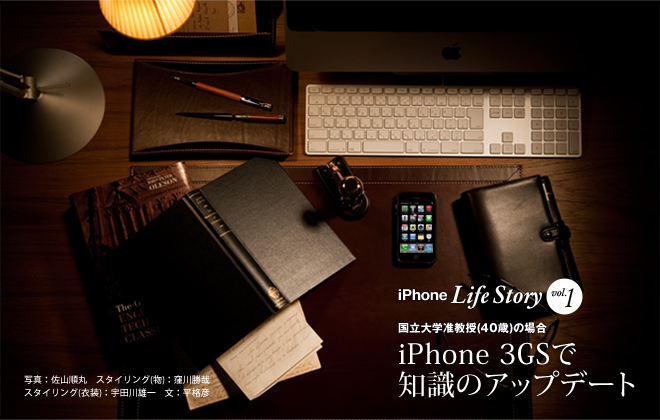 OLESON
iPhone Life Story vol.1
国立大学准教授(40歳)の場合
iPhone 3GSで
知識のアップデート
写真：佐山順丸　スタイリング(物)：窪川勝哉
スタイリング(衣装)：宇田川雄一　文：平格彦